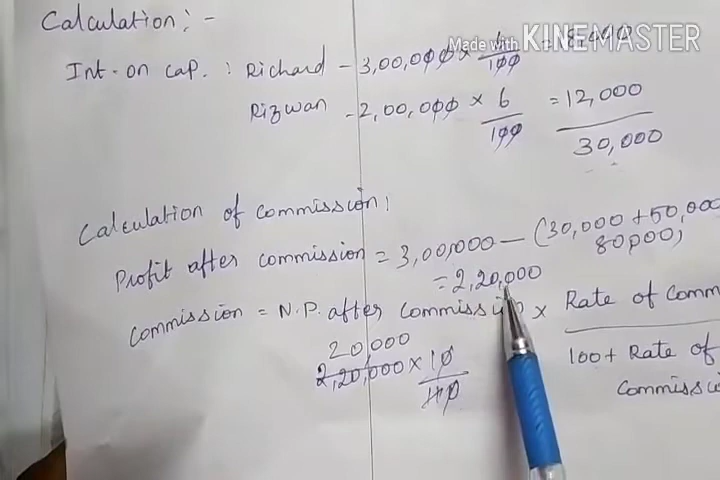 Calculation:-
Made with KINEMASTER
Int. on cap. : Richard - 3,00,000 × 6/100 = 18,000
Rizwan - 2,00,000 × 6/100 = 12,000
30,000
Calculation of commission:
Profit after commission = 3,00,000 - (30,000 + 50,000
80,000)
= 2,20,000
Commission = N.P. after Commission × Rate of Comm
100 + Rate of
Commissi
20,000
2,20,000 × 10/110